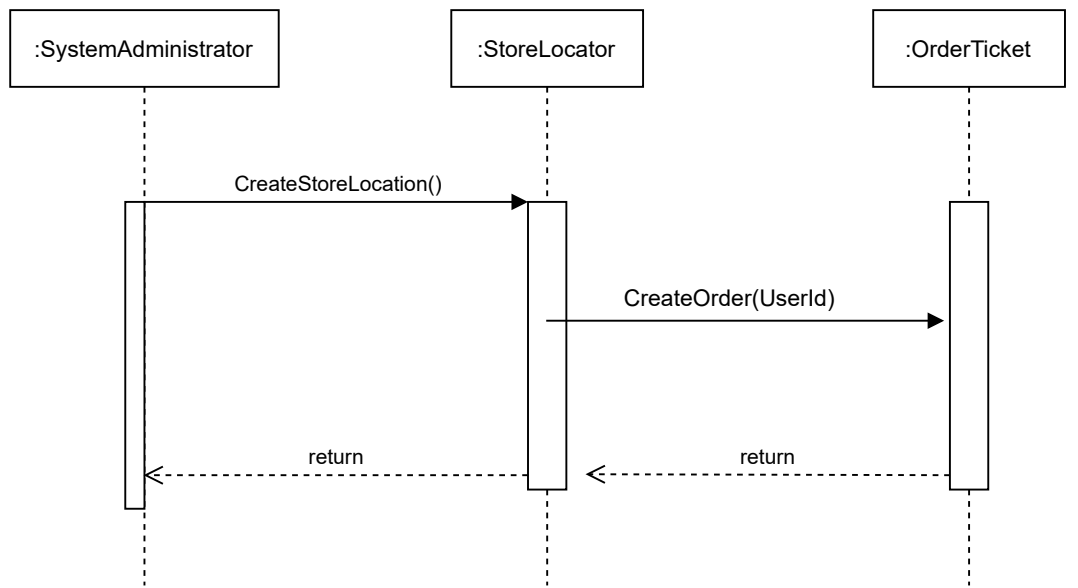 :SystemAdministrator
:StoreLocator
:OrderTicket
CreateStoreLocation()
CreateOrder(UserId)
return
return